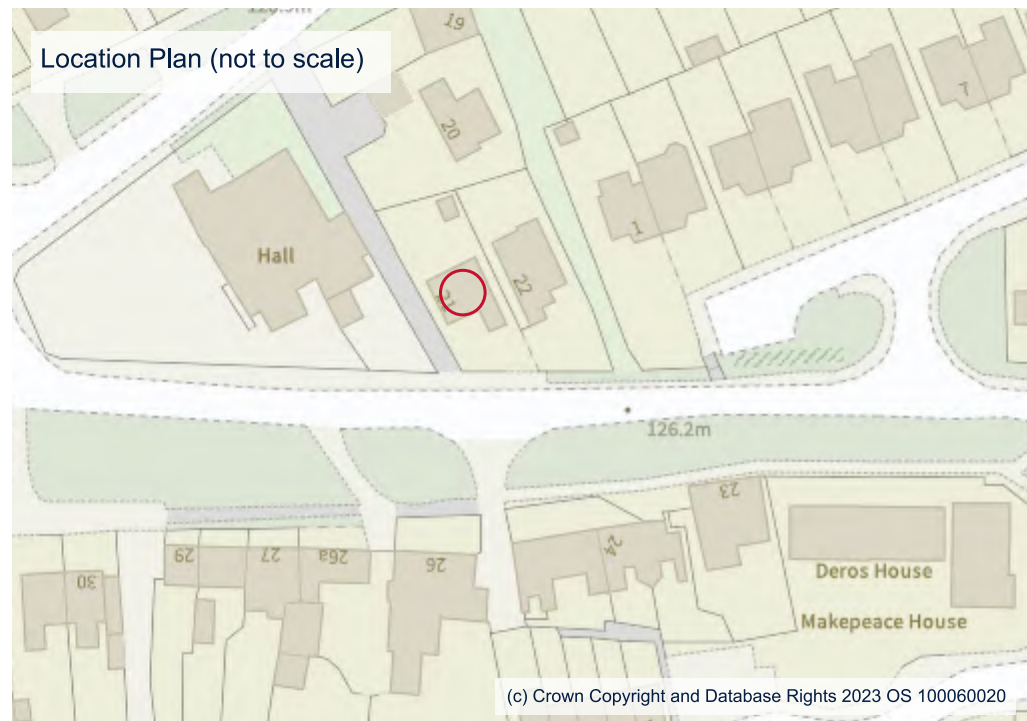 Location Plan (not to scale)
19
20
7
1
Hall
22
21
126.2m
23
24
29
27
26a
26
30
Deros House
Makepeace House
(c) Crown Copyright and Database Rights 2023 OS 100060020